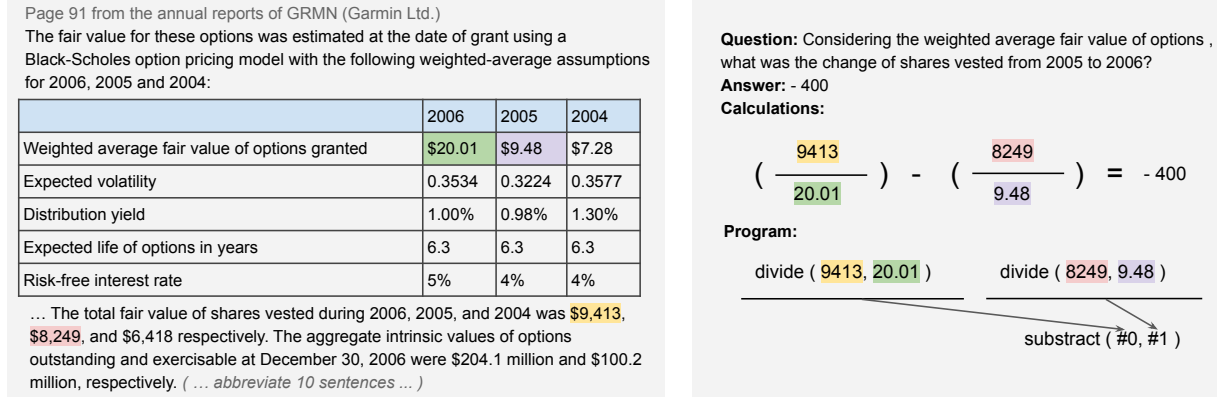 Page 91 from the annual reports of GRMN (Garmin Ltd.)
The fair value for these options was estimated at the date of grant using a
Black-Scholes option pricing model with the following weighted-average assumptions
for 2006, 2005 and 2004:
2006 2005 2004
Weighted average fair value of options granted $20.01 $9.48 $7.28
Expected volatility 0.3534 0.3224 0.3577
Distribution yield 1.00% 0.98% 1.30%
Expected life of options in years 6.3 6.3 6.3
Risk-free interest rate 5% 4% 4%
... The total fair value of shares vested during 2006, 2005, and 2004 was $9,413,
$8,249, and $6,418 respectively. The aggregate intrinsic values of options
outstanding and exercisable at December 30, 2006 were $204.1 million and $100.2
million, respectively. ( ... abbreviate 10 sentences ... )
Question: Considering the weighted average fair value of options ,
what was the change of shares vested from 2005 to 2006?
Answer: - 400
Calculations:
9413 8249
( ) - ( ) = - 400
20.01 9.48
Program:
divide ( 9413, 20.01 ) divide ( 8249, 9.48 )
substract ( #0, #1 )